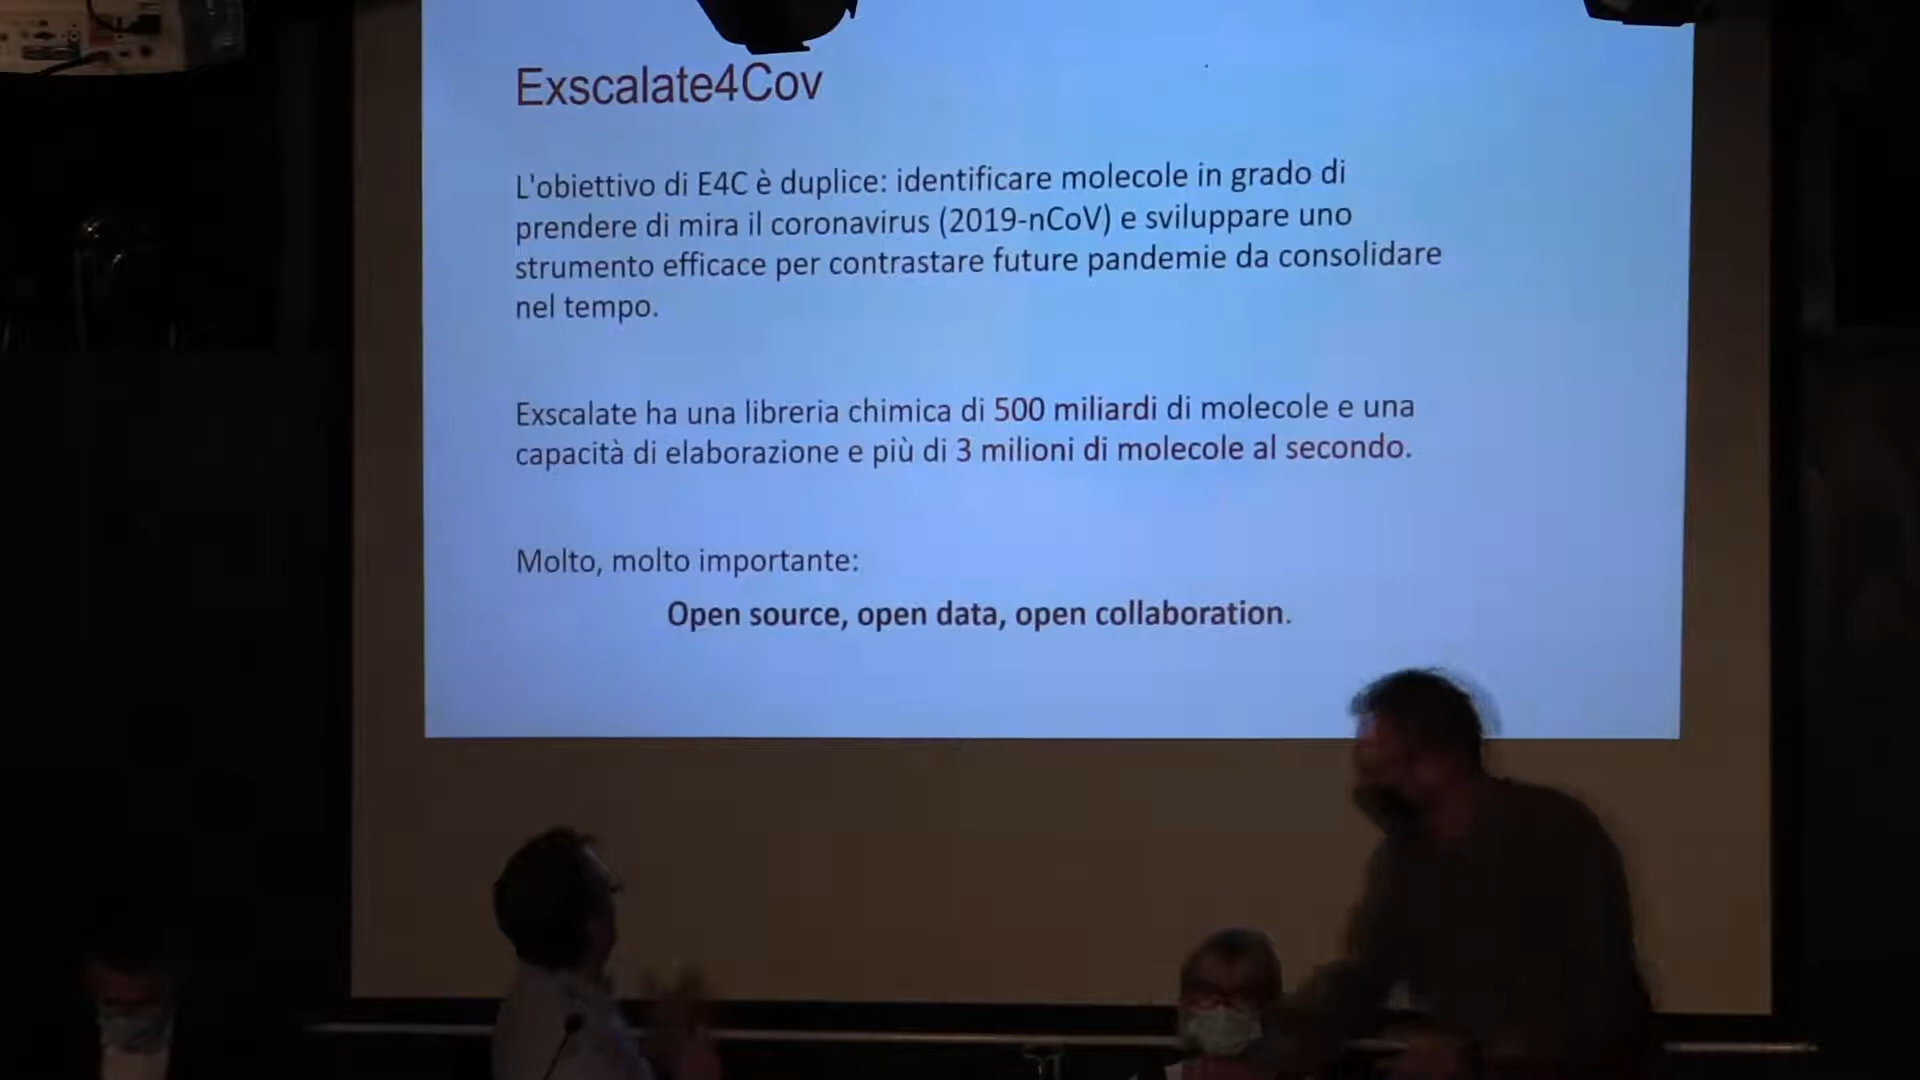 Exscalate4Cov
L'obiettivo di E4C è duplice: identificare molecole in grado di
prendere di mira il coronavirus (2019-nCoV) e sviluppare uno
strumento efficace per contrastare future pandemie da consolidare
nel tempo.
Exscalate ha una libreria chimica di 500 miliardi di molecole e una
capacità di elaborazione e più di 3 milioni di molecole al secondo.
Molto, molto importante:
Open source, open data, open collaboration.